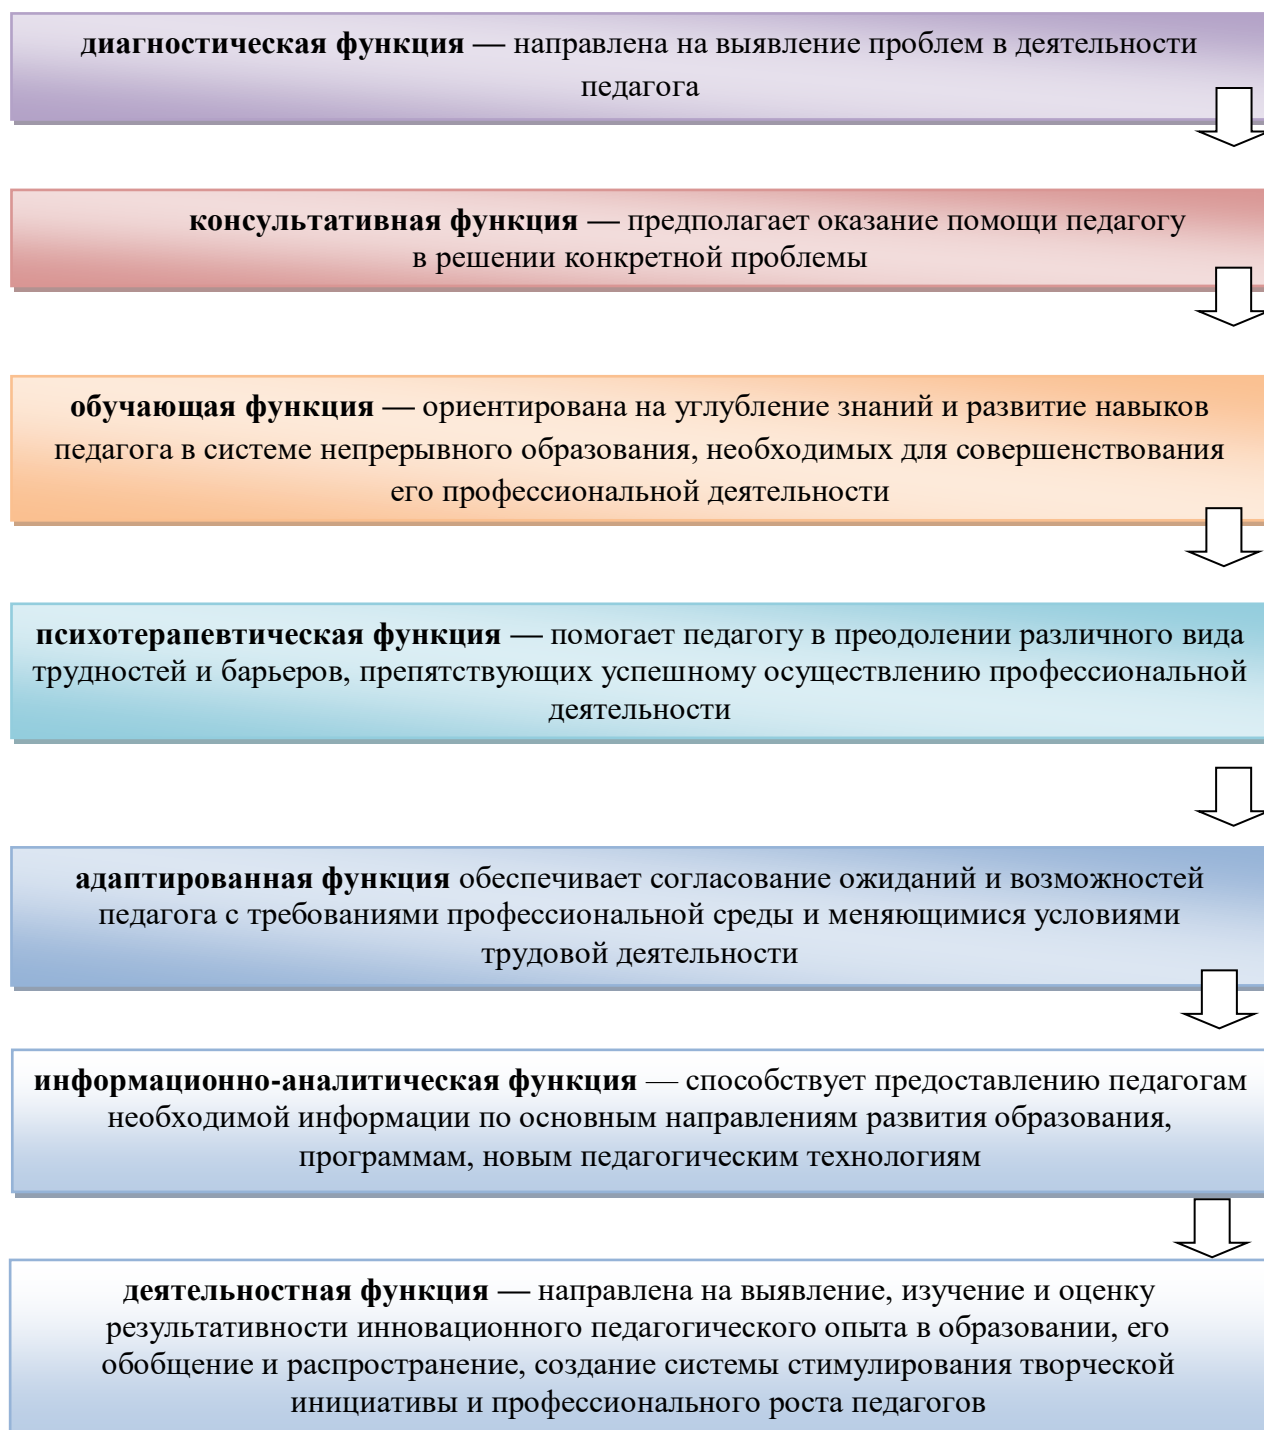 диагностическая функция — направлена на выявление проблем в деятельности
педагога
консультативная функция — предполагает оказание помощи педагогу
в решении конкретной проблемы
обучающая функция — ориентирована на углубление знаний и развитие навыков
педагога в системе непрерывного образования, необходимых для совершенствования
его профессиональной деятельности
психотерапевтическая функция — помогает педагогу в преодолении различного вида
трудностей и барьеров, препятствующих успешному осуществлению профессиональной
деятельности
адаптированная функция обеспечивает согласование ожиданий и возможностей
педагога с требованиями профессиональной среды и меняющимися условиями
трудовой деятельности
информационно-аналитическая функция — способствует предоставлению педагогам
необходимой информации по основным направлениям развития образования,
программам, новым педагогическим технологиям
деятельностная функция — направлена на выявление, изучение и оценку
результативности инновационного педагогического опыта в образовании, его
обобщение и распространение, создание системы стимулирования творческой
инициативы и профессионального роста педагогов